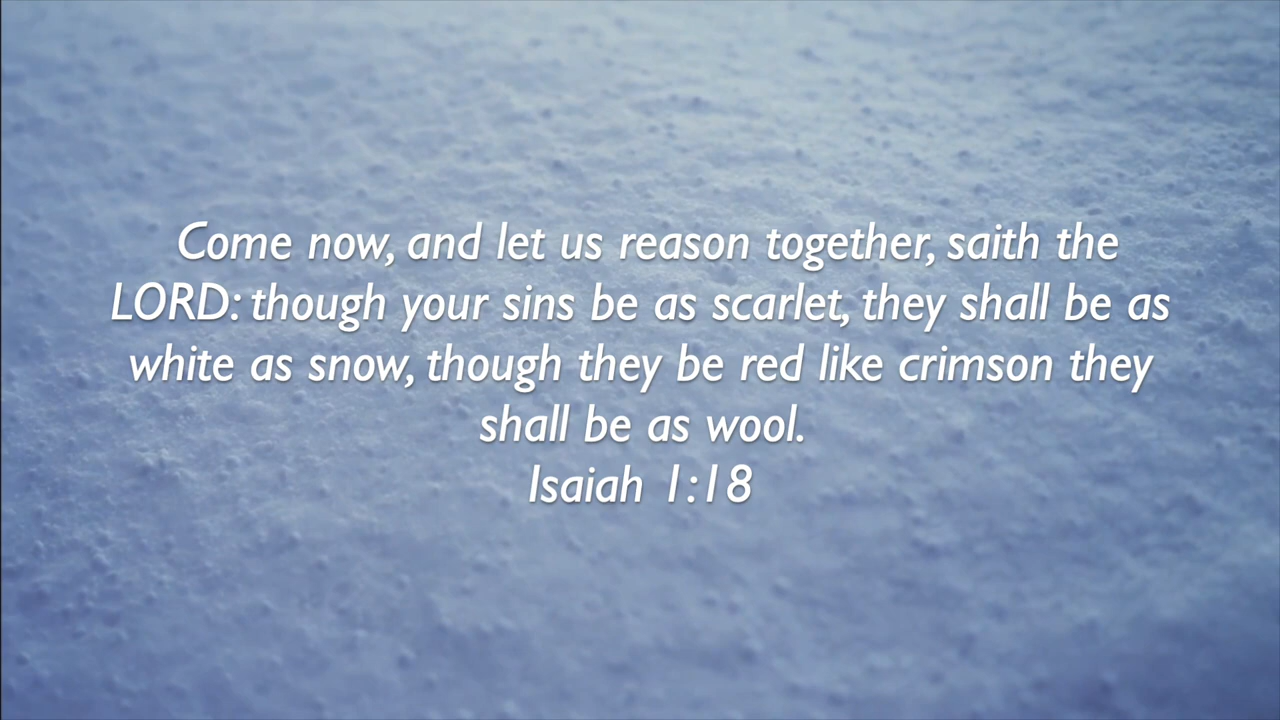 Come now, and let us reason together, saith the
LORD: though your sins be as scarlet, they shall be as
white as snow, though they be red like crimson they
shall be as wool.
Isaiah 1:18